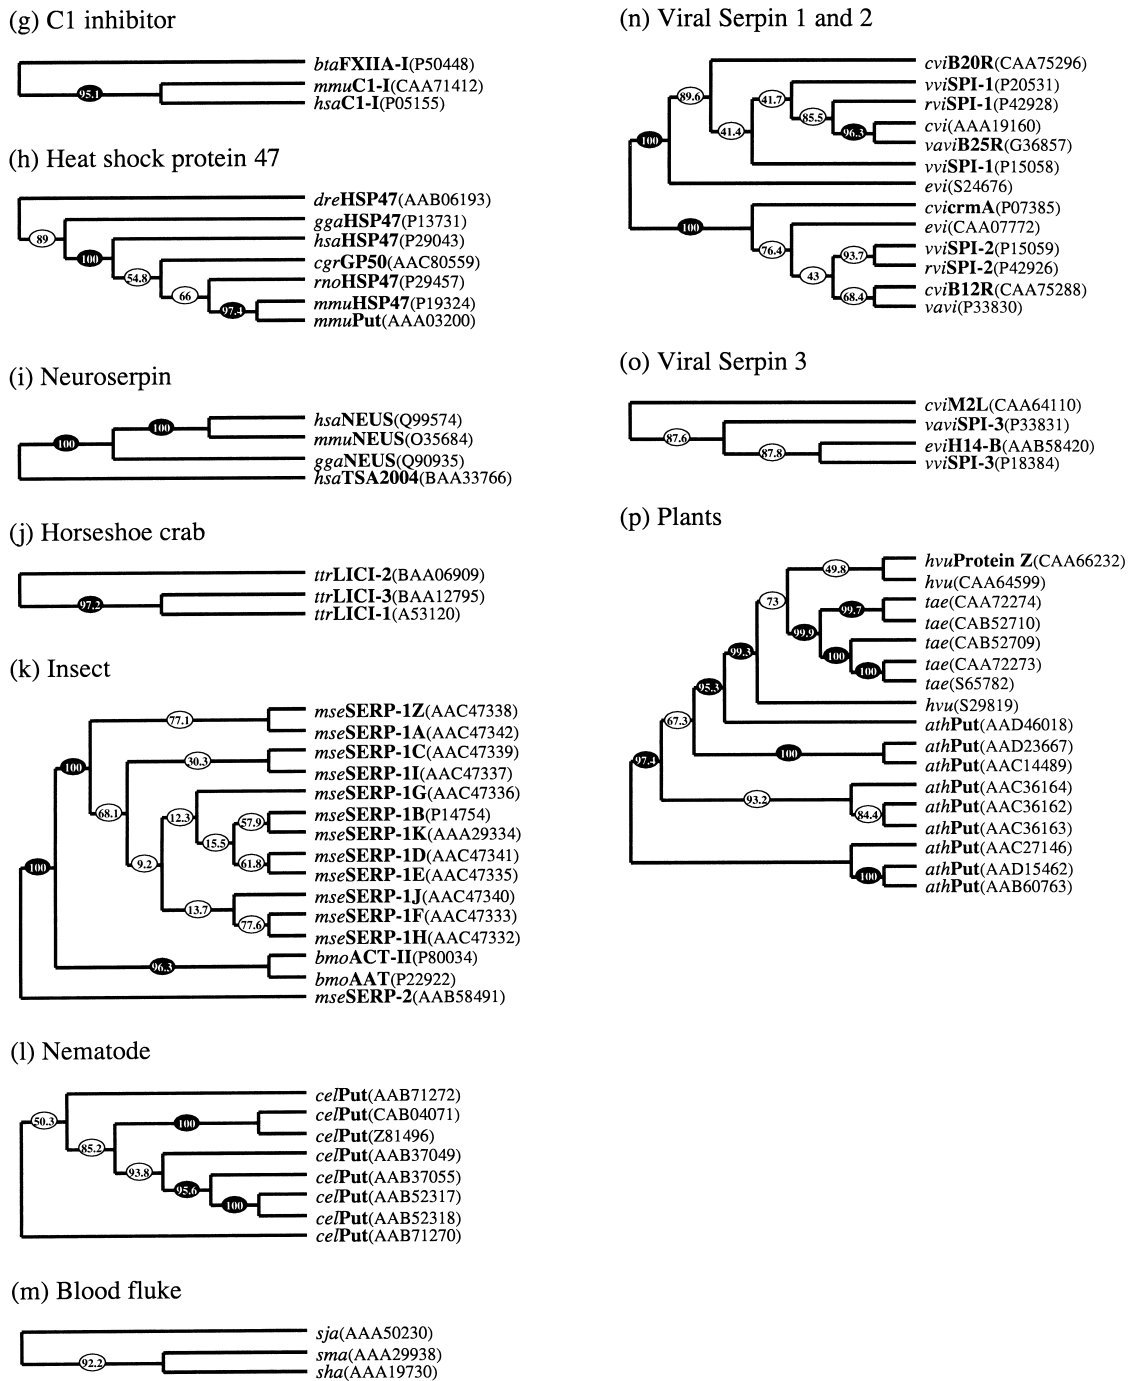 (g) C1 inhibitor
btaFXIIA-I(P50448)
mmuC1-I(CAA71412)
95.1
hsaC1-I(P05155)
(h) Heat shock protein 47
dreHSP47(AAB06193)
ggaHSP47(P13731)
89
hsaHSP47(P29043)
100
cgrGP50(AAC80559)
54.8
rnoHSP47(P29457)
66
mmuHSP47(P19324)
97.4
mmuPut(AAA03200)
(i) Neuroserpin
hsaNEUS(Q99574)
100
mmuNEUS(O35684)
100
ggaNEUS(Q90935)
hsaTSA2004(BAA33766)
(j) Horseshoe crab
ttrLICI-2(BAA06909)
ttrLICI-3(BAA12795)
97.2
ttrLICI-1(A53120)
(k) Insect
mseSERP-1Z(AAC47338)
77.1
mseSERP-1A(AAC47342)
mseSERP-1C(AAC47339)
30.3
100
mseSERP-1I(AAC47337)
mseSERP-1G(AAC47336)
68.1
12.3
mseSERP-1B(P14754)
57.9
mseSERP-1K(AAA29334)
15.5
mseSERP-1D(AAC47341)
9.2
61.8
100
mseSERP-1E(AAC47335)
mseSERP-1J(AAC47340)
13.7
mseSERP-1F(AAC47333)
77.6
mseSERP-1H(AAC47332)
bmoACT-II(P80034)
96.3
bmoAAT(P22922)
mseSERP-2(AAB58491)
(l) Nematode
celPut(AAB71272)
50.3
celPut(CAB04071)
100
celPut(Z81496)
85.2
celPut(AAB37049)
93.8
celPut(AAB37055)
95.6
celPut(AAB52317)
100
celPut(AAB52318)
celPut(AAB71270)
(m) Blood fluke
sja(AAA50230)
sma(AAA29938)
92.2
sha(AAA19730)
(n) Viral Serpin 1 and 2
cviB20R(CAA75296)
vviSPI-1(P20531)
89.6
41.7
rviSPI-1(P42928)
85.5
cvi(AAA19160)
41.4
96.3
100
vaviB25R(G36857)
vviSPI-1(P15058)
evi(S24676)
cvicrmA(P07385)
100
evi(CAA07772)
76.4
vviSPI-2(P15059)
93.7
rviSPI-2(P42926)
43
cviB12R(CAA75288)
68.4
vavi(P33830)
(o) Viral Serpin 3
cviM2L(CAA64110)
vaviSPI-3(P33831)
87.6
eviH14-B(AAB58420)
87.8
vviSPI-3(P18384)
(p) Plants
hvuProtein Z(CAA66232)
49.8
hvu(CAA64599)
73
tae(CAA72274)
99.7
tae(CAB52710)
99.9
tae(CAB52709)
99.3
100
tae(CAA72273)
100
tae(S65782)
95.3
hvu(S29819)
67.3
athPut(AAD46018)
athPut(AAD23667)
100
97.4
athPut(AAC14489)
athPut(AAC36164)
93.2
athPut(AAC36162)
84.4
athPut(AAC36163)
athPut(AAC27146)
athPut(AAD15462)
100
athPut(AAB60763)